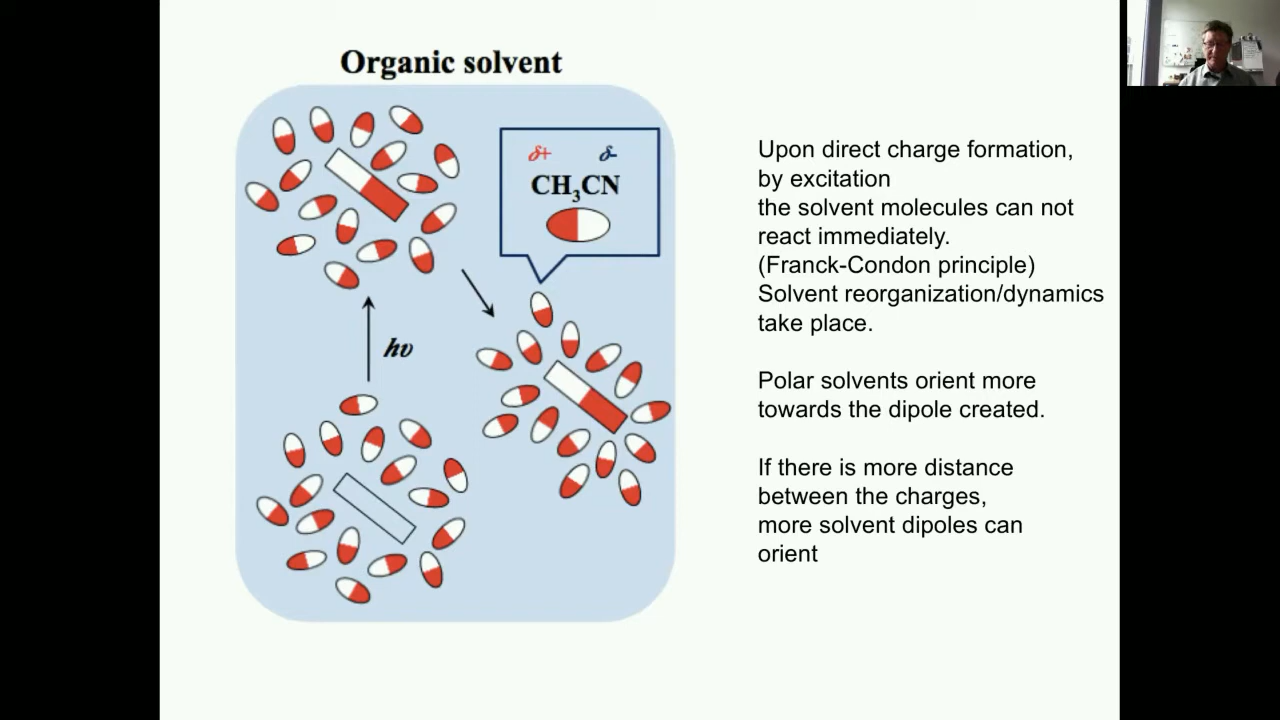 Organic solvent
δ+ δ-
CH₃CN
hν
Upon direct charge formation,
by excitation
the solvent molecules can not
react immediately.
(Franck-Condon principle)
Solvent reorganization/dynamics
take place.
Polar solvents orient more
towards the dipole created.
If there is more distance
between the charges,
more solvent dipoles can
orient